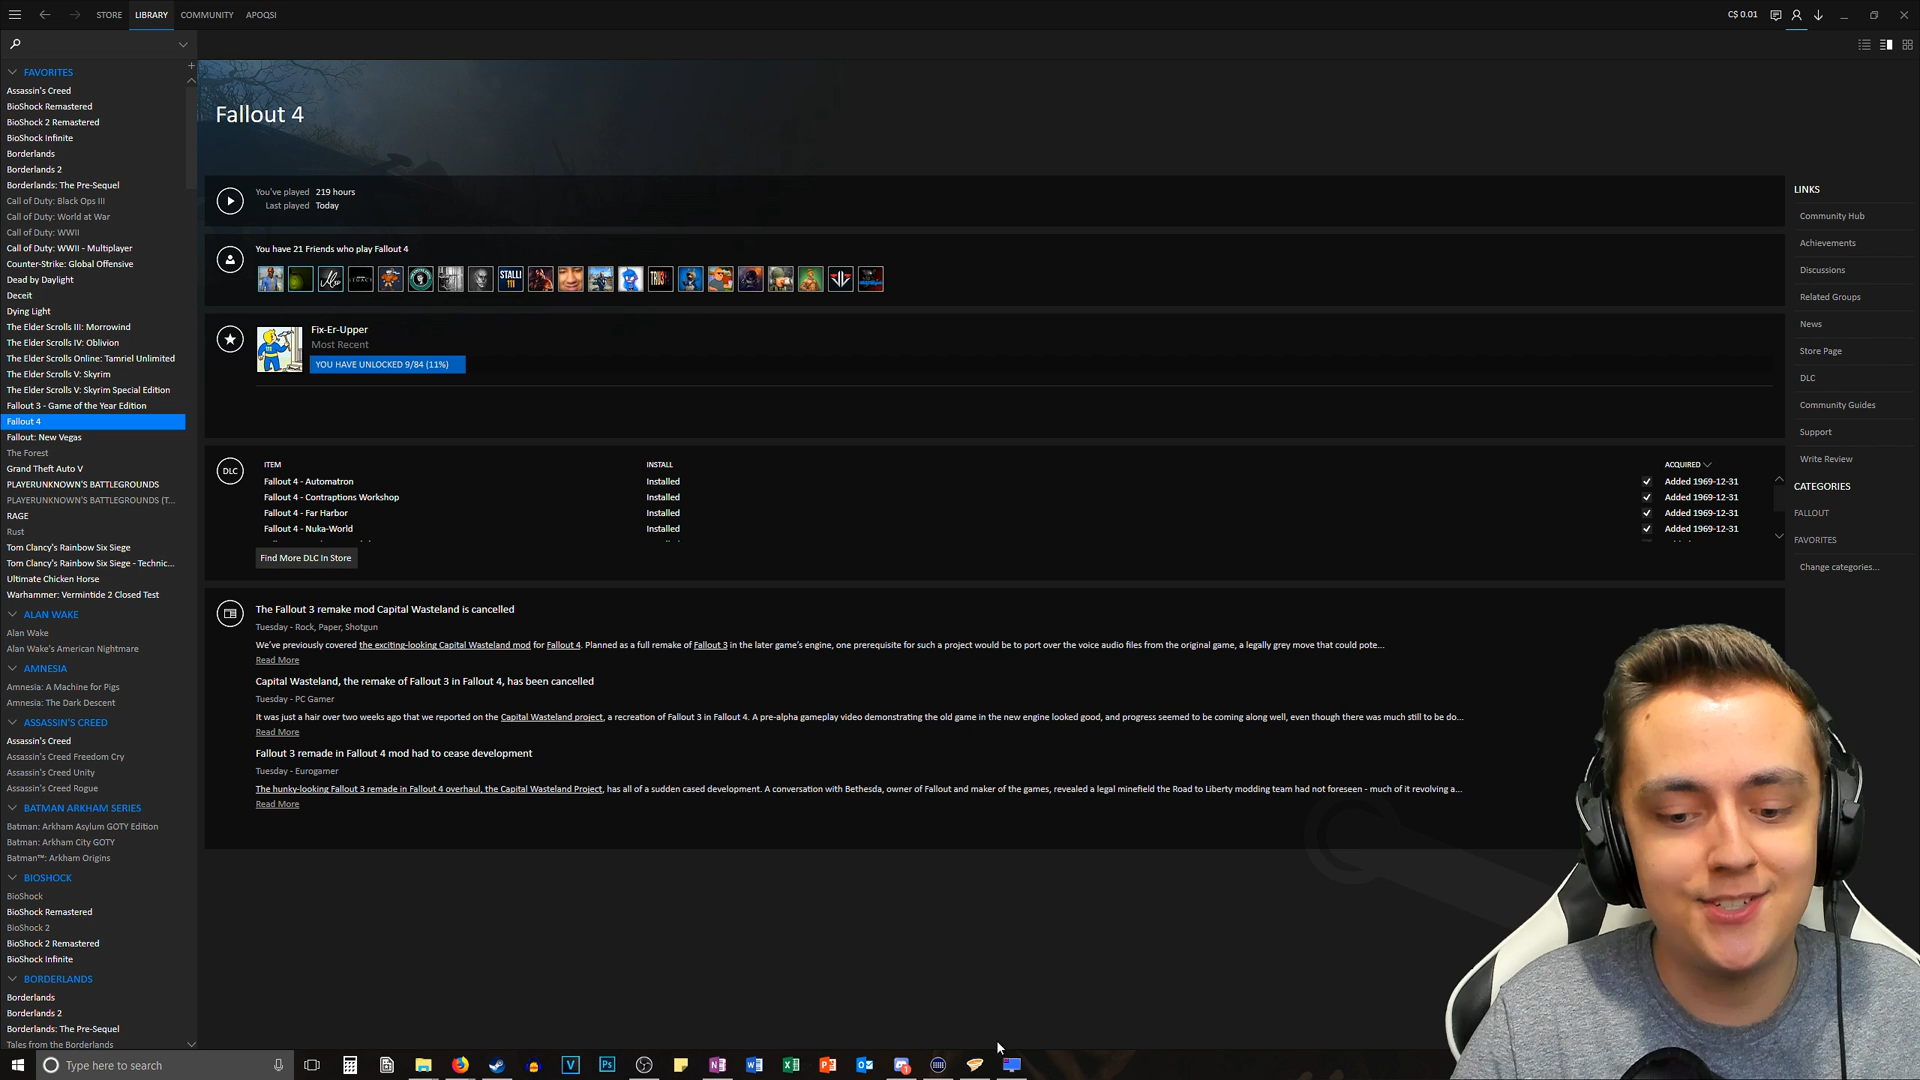 STORE LIBRARY COMMUNITY APOQSI C$ 0.01
FAVORITES
Assassin's Creed
BioShock Remastered
BioShock 2 Remastered
BioShock Infinite
Borderlands
Borderlands 2
Borderlands: The Pre-Sequel
Call of Duty: Black Ops III
Call of Duty: World at War
Call of Duty: WWII
Call of Duty: WWII - Multiplayer
Counter-Strike: Global Offensive
Dead by Daylight
Deceit
Dying Light
The Elder Scrolls III: Morrowind
The Elder Scrolls IV: Oblivion
The Elder Scrolls Online: Tamriel Unlimited
The Elder Scrolls V: Skyrim
The Elder Scrolls V: Skyrim Special Edition
Fallout 3 - Game of the Year Edition
Fallout 4
Fallout: New Vegas
The Forest
Grand Theft Auto V
PLAYERUNKNOWN'S BATTLEGROUNDS
PLAYERUNKNOWN'S BATTLEGROUNDS (T...
RAGE
Rust
Tom Clancy's Rainbow Six Siege
Tom Clancy's Rainbow Six Siege - Technic...
Ultimate Chicken Horse
Warhammer: Vermintide 2 Closed Test
ALAN WAKE
Alan Wake
Alan Wake's American Nightmare
AMNESIA
Amnesia: A Machine for Pigs
Amnesia: The Dark Descent
ASSASSIN'S CREED
Assassin's Creed
Assassin's Creed Freedom Cry
Assassin's Creed Unity
Assassin's Creed Rogue
BATMAN ARKHAM SERIES
Batman: Arkham Asylum GOTY Edition
Batman: Arkham City GOTY
Batman™: Arkham Origins
BIOSHOCK
BioShock
BioShock Remastered
BioShock 2
BioShock 2 Remastered
BioShock Infinite
BORDERLANDS
Borderlands
Borderlands 2
Borderlands: The Pre-Sequel
Tales from the Borderlands
Fallout 4
You've played 219 hours
Last played Today
You have 21 Friends who play Fallout 4
STALLI
Fix-Er-Upper
Most Recent
YOU HAVE UNLOCKED 9/84 (11%)
DLC ITEM INSTALL ACQUIRED
Fallout 4 - Automatron Installed Added 1969-12-31
Fallout 4 - Contraptions Workshop Installed Added 1969-12-31
Fallout 4 - Far Harbor Installed Added 1969-12-31
Fallout 4 - Nuka-World Installed Added 1969-12-31
Find More DLC In Store
The Fallout 3 remake mod Capital Wasteland is cancelled
Tuesday - Rock, Paper, Shotgun
We've previously covered the exciting-looking Capital Wasteland mod for Fallout 4. Planned as a full remake of Fallout 3 in the later game's engine, one prerequisite for such a project would be to port over the voice audio files from the original game, a legally grey move that could pote...
Read More
Capital Wasteland, the remake of Fallout 3 in Fallout 4, has been cancelled
Tuesday - PC Gamer
It was just a hair over two weeks ago that we reported on the Capital Wasteland project, a recreation of Fallout 3 in Fallout 4. A pre-alpha gameplay video demonstrating the old game in the new engine looked good, and progress seemed to be coming along well, even though there was much still to be do...
Read More
Fallout 3 remade in Fallout 4 mod had to cease development
Tuesday - Eurogamer
The hunky-looking Fallout 3 remade in Fallout 4 overhaul, the Capital Wasteland Project, has all of a sudden cased development. A conversation with Bethesda, owner of Fallout and maker of the games, revealed a legal minefield the Road to Liberty modding team had not foreseen - much of it revolving a...
Read More
LINKS
Community Hub
Achievements
Discussions
Related Groups
News
Store Page
DLC
Community Guides
Support
Write Review
CATEGORIES
FALLOUT
FAVORITES
Change categories...
Type here to search